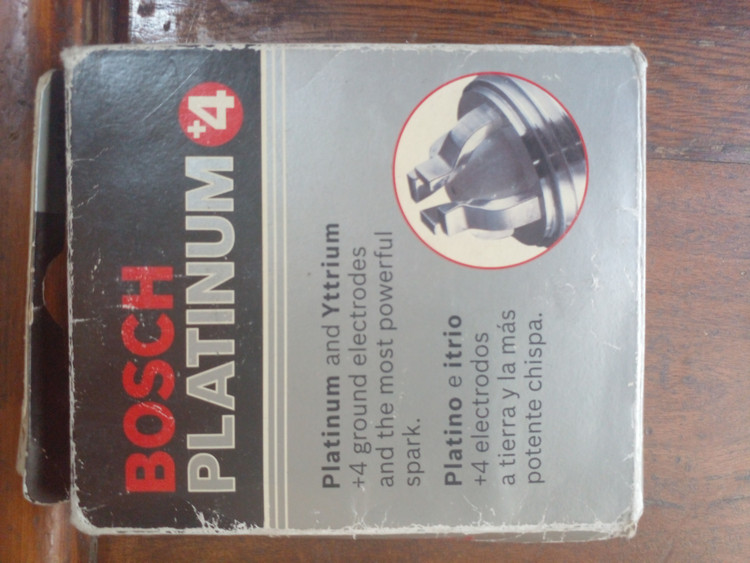 BOSCH
PLATINUM +4
Platinum and Yttrium
+4 ground electrodes
and the most powerful
spark.
Platino e itrio
+4 electrodos
a tierra y la más
potente chispa.